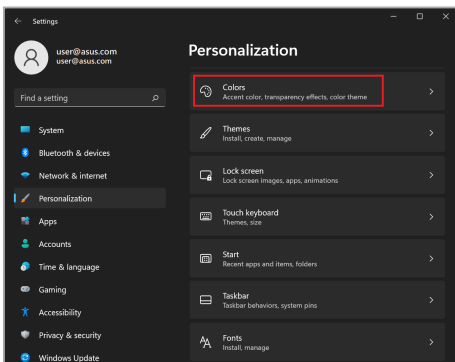 Settings
user@asus.com
user@asus.com
Find a setting
System
Bluetooth & devices
Network & internet
Personalization
Apps
Accounts
Time & language
Gaming
Accessibility
Privacy & security
Windows Update
Personalization
Colors
Accent color, transparency effects, color theme
Themes
Install, create, manage
Lock screen
Lock screen images, apps, animations
Touch keyboard
Themes, size
Start
Recent apps and items, folders
Taskbar
Taskbar behaviors, system pins
Fonts
Install, manage